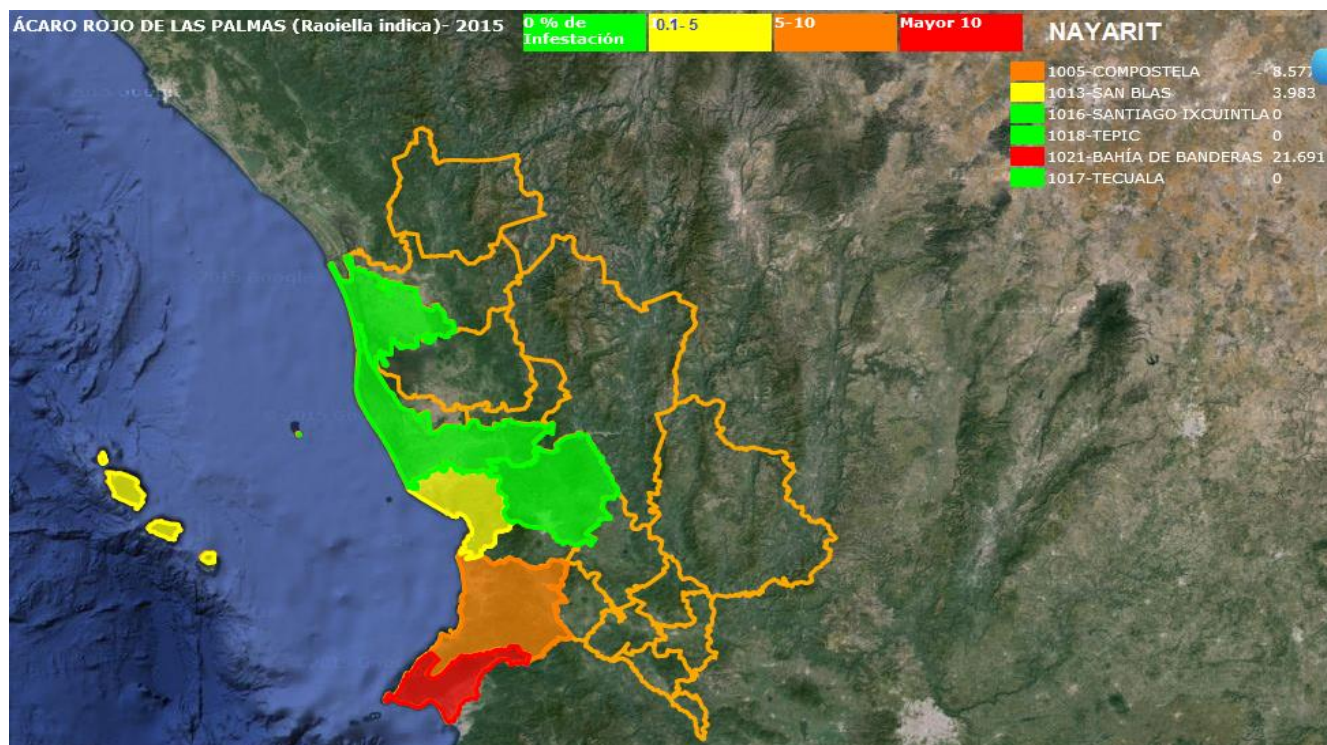 ÁCARO ROJO DE LAS PALMAS (Raoiella indica)- 2015
0 % de
Infestación
0.1- 5
5-10
Mayor 10
NAYARIT
1005-COMPOSTELA 8.577
1013-SAN BLAS 3.983
1016-SANTIAGO IXCUINTLA 0
1018-TEPIC 0
1021-BAHÍA DE BANDERAS 21.691
1017-TECUALA 0